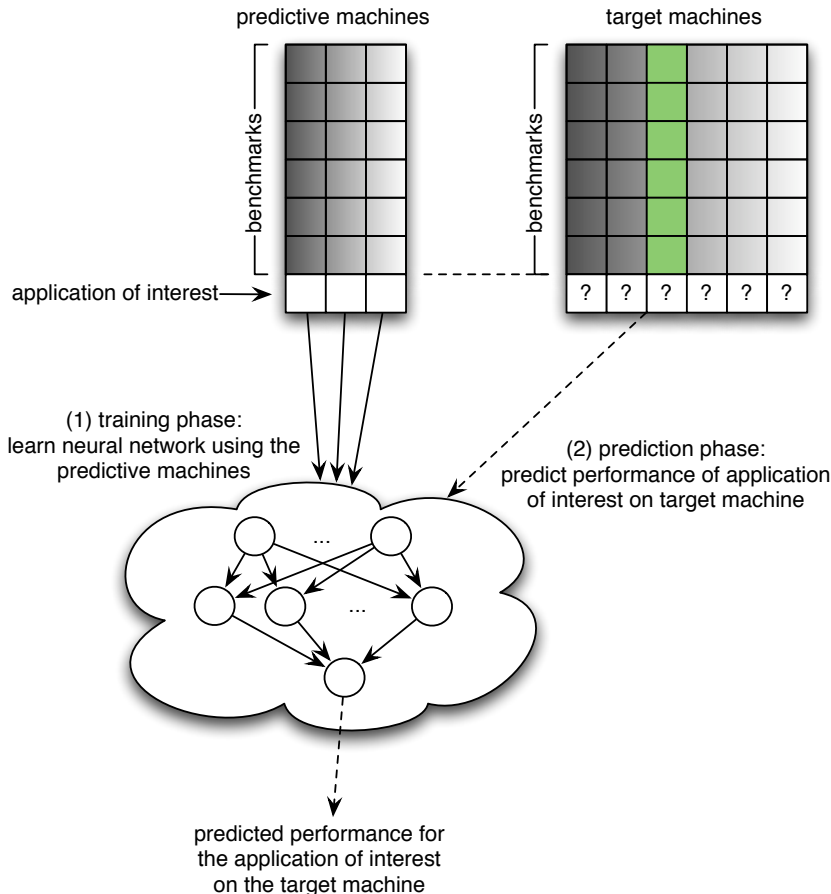 predictive machines
target machines
benchmarks
benchmarks
application of interest
? ? ? ? ? ?
(1) training phase:
learn neural network using the
predictive machines
(2) prediction phase:
predict performance of application
of interest on target machine
...
...
predicted performance for
the application of interest
on the target machine